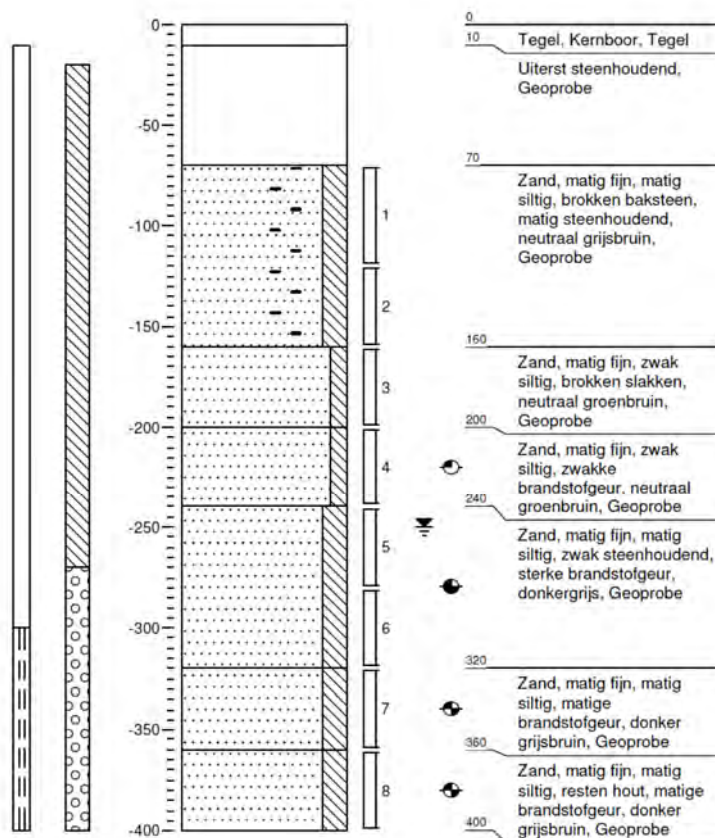 0
-50
-100
-150
-200
-250
-300
-350
-400
1
2
3
4
5
6
7
8
0
Tegel, Kernboor, Tegel
10
Uiterst steenhoudend,
Geoprobe
70
Zand, matig fijn, matig
siltig, brokken baksteen,
matig steenhoudend,
neutraal grijsbruin,
Geoprobe
160
Zand, matig fijn, zwak
siltig, brokken slakken,
neutraal groenbruin,
Geoprobe
200
Zand, matig fijn, zwak
siltig, zwakke
brandstofgeur. neutraal
groenbruin, Geoprobe
240
Zand, matig fijn, matig
siltig, zwak steenhoudend,
sterke brandstofgeur,
donkergrijs, Geoprobe
320
Zand, matig fijn, matig
siltig, matige
brandstofgeur, donker
grijsbruin, Geoprobe
360
Zand, matig fijn, matig
siltig, resten hout, matige
brandstofgeur, donker
grijsbruin, Geoprobe
400